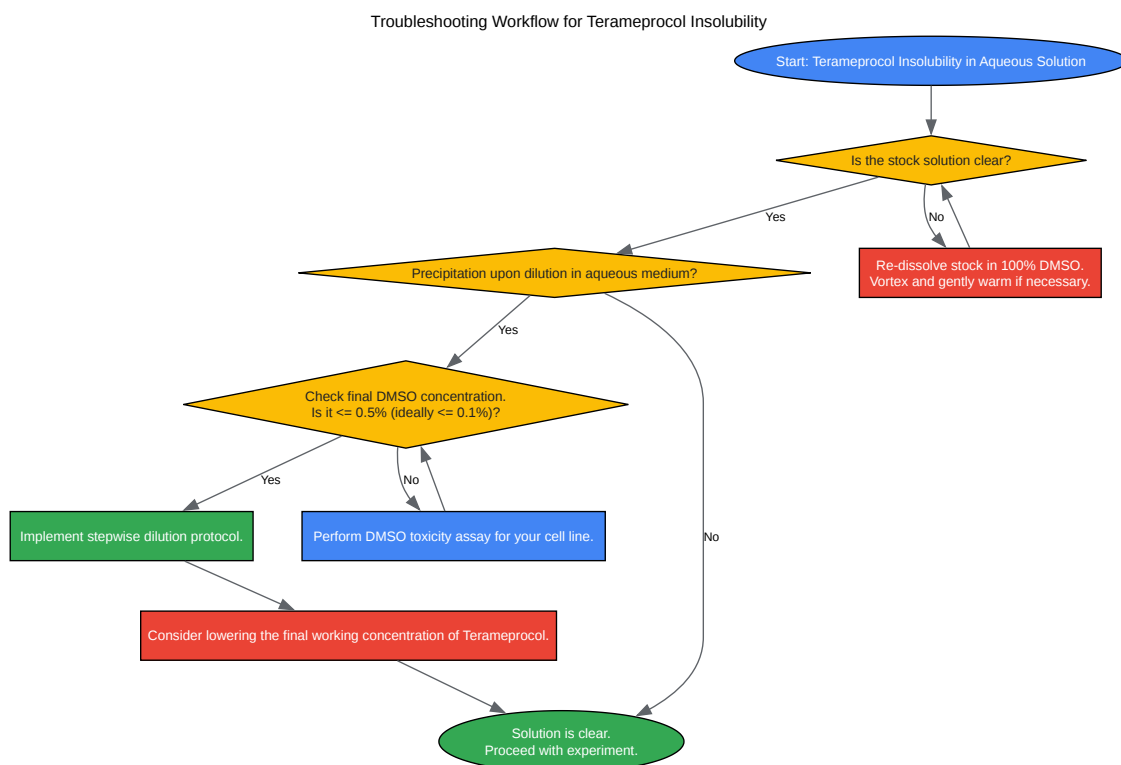 Troubleshooting Workflow for Terameprocol Insolubility
Start: Terameprocol Insolubility in Aqueous Solution
Is the stock solution clear?
Yes
No
Re-dissolve stock in 100% DMSO.
Vortex and gently warm if necessary.
Precipitation upon dilution in aqueous medium?
Yes
No
Check final DMSO concentration.
Is it <= 0.5% (ideally <= 0.1%)?
Yes
No
Implement stepwise dilution protocol.
Perform DMSO toxicity assay for your cell line.
Consider lowering the final working concentration of Terameprocol.
Solution is clear.
Proceed with experiment.